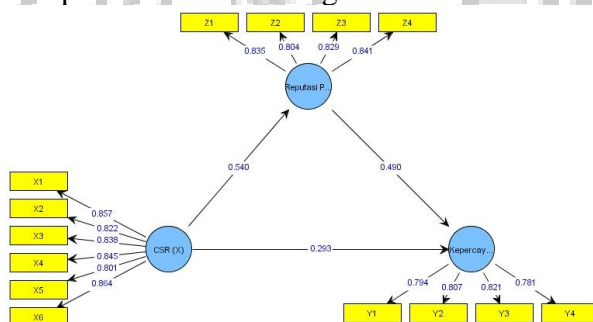 Z1 Z2 Z3 Z4
0.835 0.804 0.829 0.841
Reputasi P...
0.540 0.490
X1
X2
X3
X4
X5
X6
0.857
0.822
0.838
0.845
0.801
0.864
CSR (X)
0.293
Kepercay...
0.794 0.807 0.821 0.781
Y1 Y2 Y3 Y4